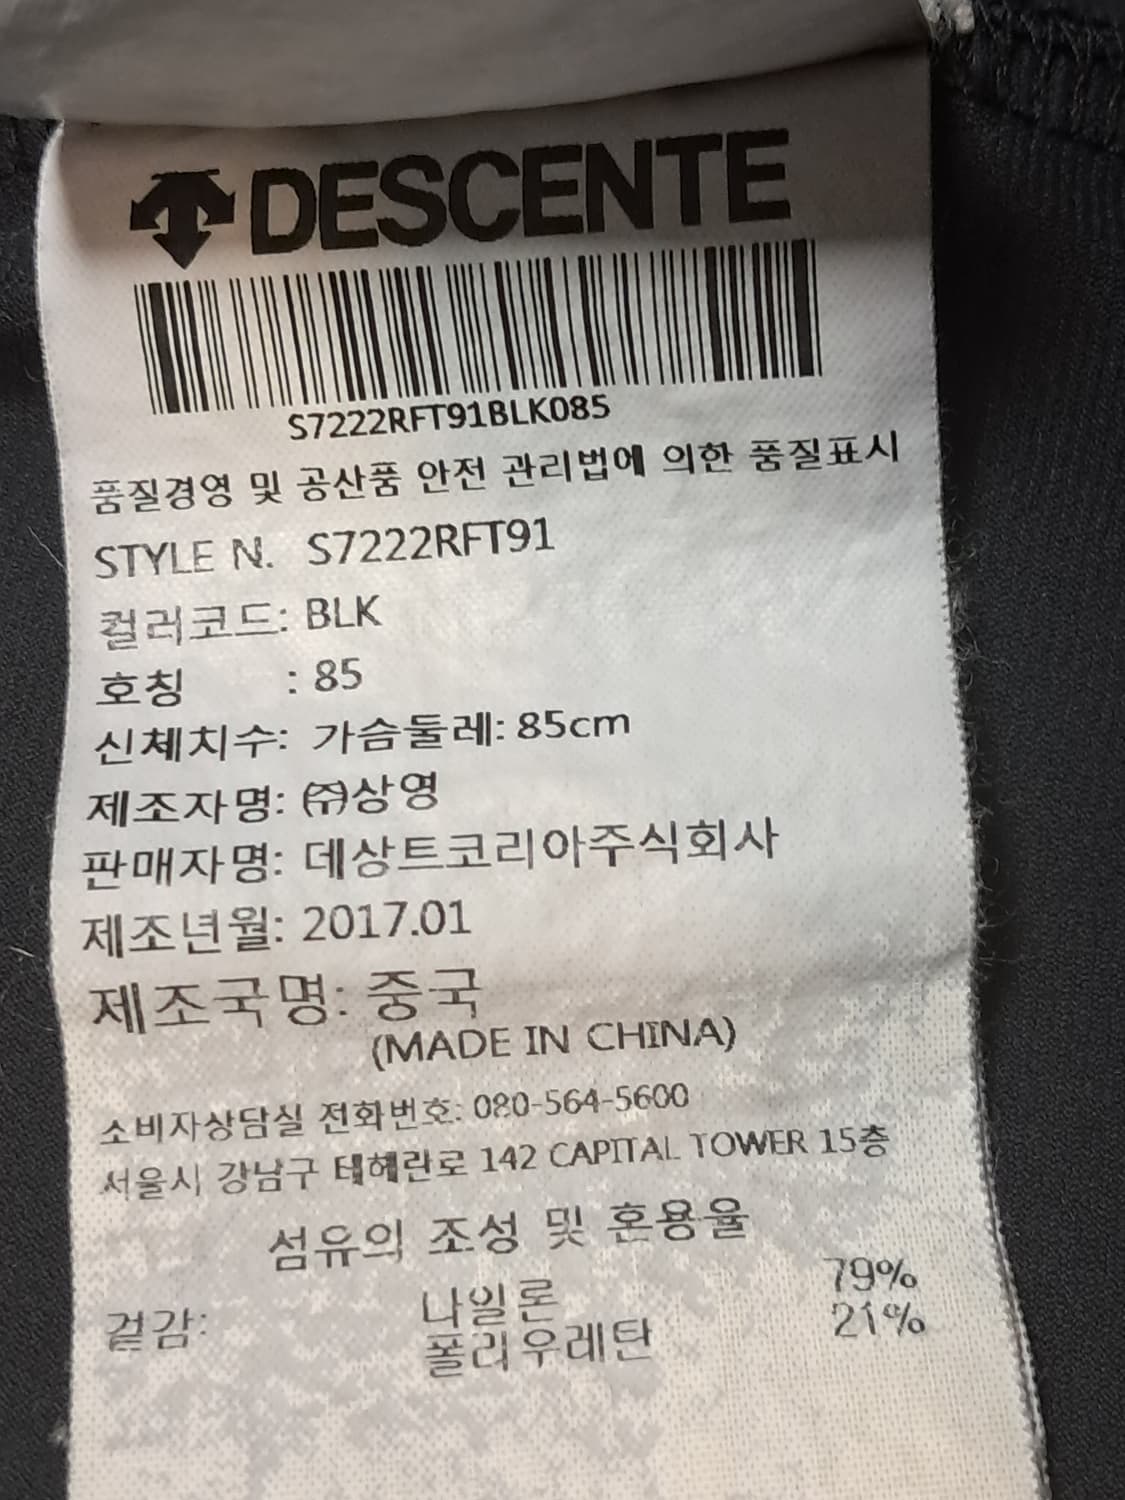 DESCENTE
S7222RFT91BLK085
품질경영 및 공산품 안전 관리법에 의한 품질표시
STYLE N. S7222RFT91
컬러코드: BLK
호칭 : 85
신체치수: 가슴둘레: 85cm
제조자명: ㈜상영
판매자명: 데상트코리아주식회사
제조년월: 2017.01
제조국명: 중국
(MADE IN CHINA)
소비자상담실 전화번호: 080-564-5600
서울시 강남구 테헤란로 142 CAPITAL TOWER 15층
섬유의 조성 및 혼용율
겉감: 나일론 79%
폴리우레탄 21%